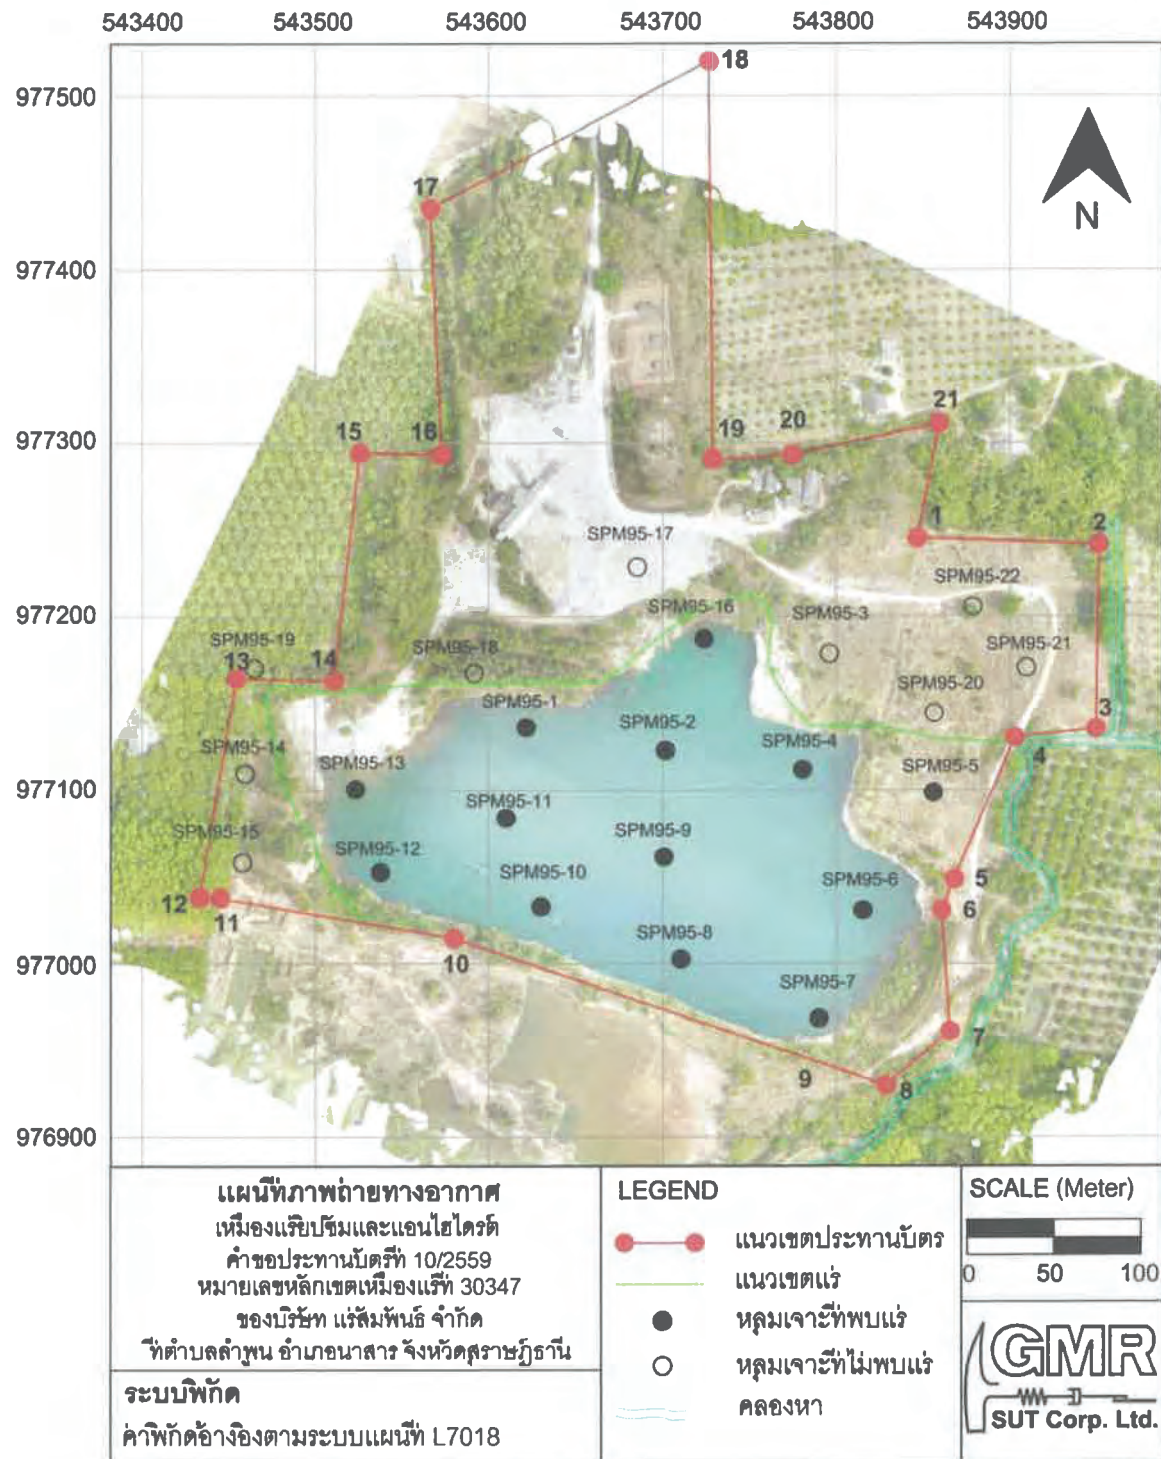 543400 543500 543600 543700 543800 543900
18
977500
N
17
977400
21
977300
15 16 19 20
1 2
SPM95-17
SPM95-22
977200
SPM95-16 SPM95-3
SPM95-19 SPM95-18 SPM95-21
13 14
SPM95-20
3
SPM95-1 SPM95-2
SPM95-4 4
SPM95-14 SPM95-13 SPM95-5
977100
SPM95-11
SPM95-15 SPM95-9
SPM95-12 SPM95-10 SPM95-6 5
12 11 6
SPM95-8
10
977000
SPM95-7
7
9 8
976900
แผนที่ภาพถ่ายทางอากาศ
เหมืองแร่ยิปซัมและแอนไฮไดรต์
คำขอประทานบัตรที่ 10/2559
หมายเลขหลักเขตเหมืองแร่ที่ 30347
ของบริษัท แร่สัมพันธ์ จำกัด
ที่ตำบลลำพูน อำเภอนาสาร จังหวัดสุราษฎ์ธานี
ระบบพิกัด
ค่าพิกัดอ้างอิงตามระบบแผนที่ L7018
LEGEND
แนวเขตประทานบัตร
แนวเขตแร่
หลุมเจาะที่พบแร่
หลุมเจาะที่ไม่พบแร่
คลองหา
SCALE (Meter)
0 50 100
GMR
SUT Corp. Ltd.